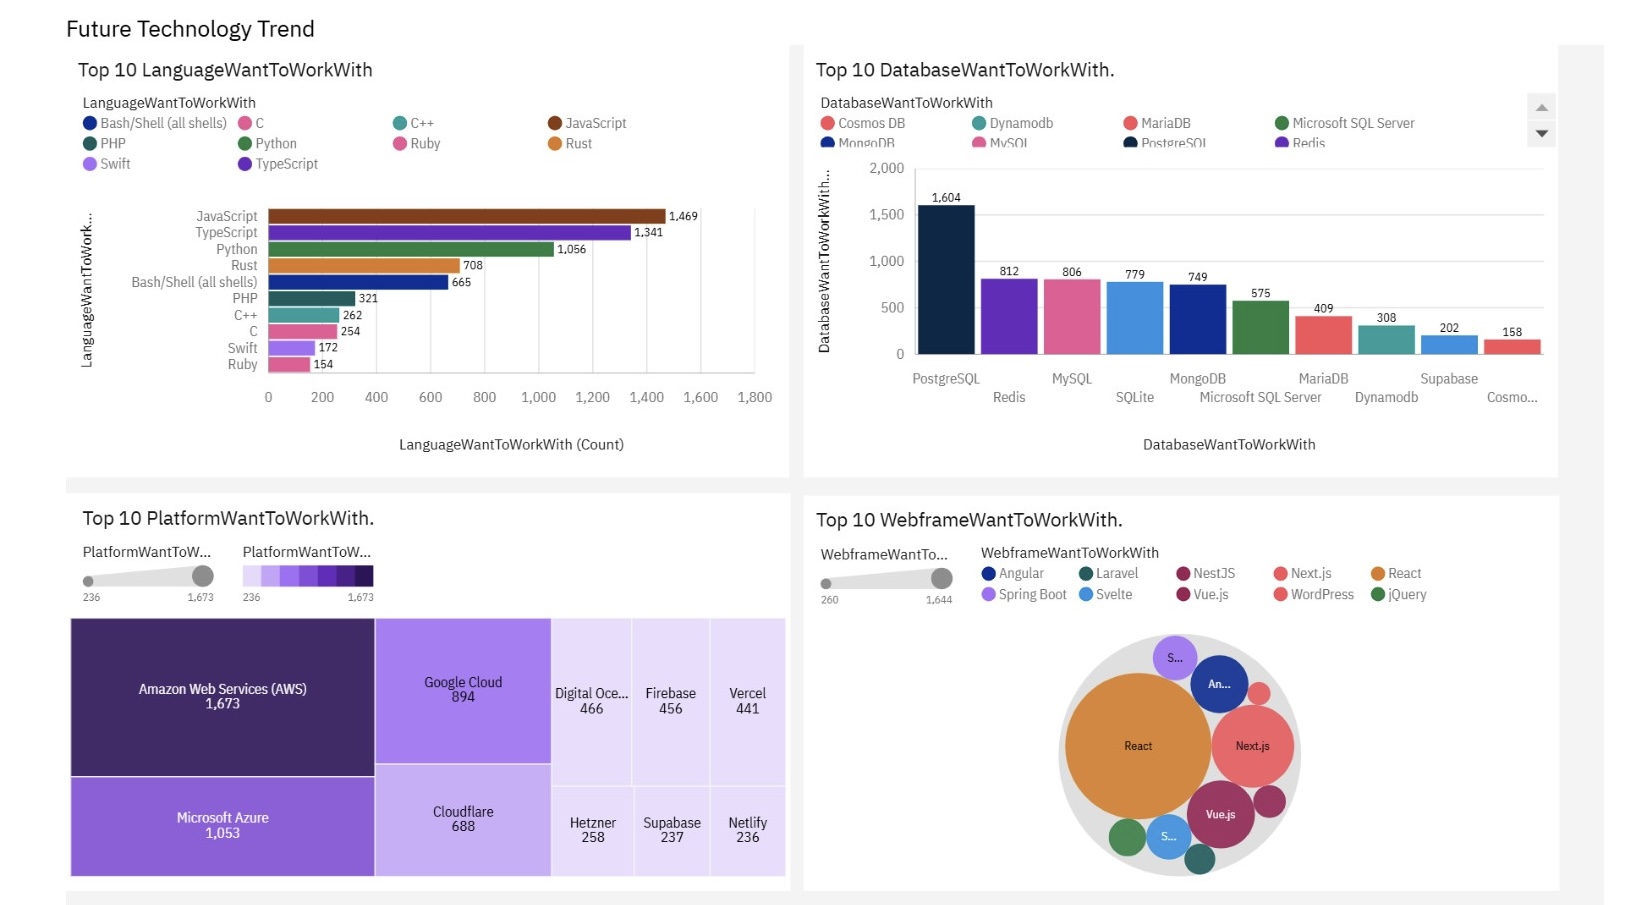 Future Technology Trend
Top 10 LanguageWantToWorkWith
LanguageWantToWorkWith
Bash/Shell (all shells) C C++ JavaScript
PHP Python Ruby Rust
Swift TypeScript
LanguageWantToWork...
JavaScript 1,469
TypeScript 1,341
Python 1,056
Rust 708
Bash/Shell (all shells) 665
PHP 321
C++ 262
C 254
Swift 172
Ruby 154
0 200 400 600 800 1,000 1,200 1,400 1,600 1,800
LanguageWantToWorkWith (Count)
Top 10 DatabaseWantToWorkWith.
DatabaseWantToWorkWith
Cosmos DB Dynamodb MariaDB Microsoft SQL Server
MongoDB MySQL PostgreSQL Redis
DatabaseWantToWorkWith...
2,000
1,500
1,000
500
0
1,604 812 806 779 749 575 409 308 202 158
PostgreSQL MySQL MongoDB MariaDB Supabase
Redis SQLite Microsoft SQL Server Dynamodb Cosmo...
DatabaseWantToWorkWith
Top 10 PlatformWantToWorkWith.
PlatformWantToW... PlatformWantToW...
236 1,673 236 1,673
Amazon Web Services (AWS)
1,673
Microsoft Azure
1,053
Google Cloud
894
Cloudflare
688
Digital Oce...
466
Firebase
456
Vercel
441
Hetzner
258
Supabase
237
Netlify
236
Top 10 WebframeWantToWorkWith.
WebframeWantTo... WebframeWantToWorkWith
260 1,644
Angular Laravel NestJS Next.js React
Spring Boot Svelte Vue.js WordPress jQuery
S...
An...
React
Next.js
Vue.js
S...